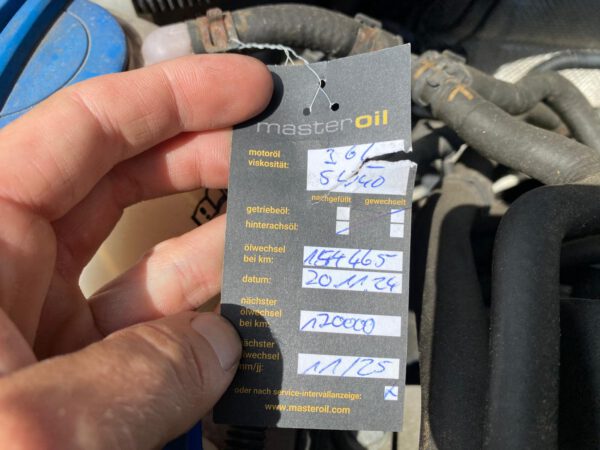 masteroil
motoröl
viskosität:
5W40
nachgefüllt gewechselt
getriebeöl:
hinterachsöl:
ölwechsel
bei km: 154465
datum: 20.11.24
nächster
ölwechsel
bei km: 170000
nächster
ölwechsel
mm/jj: 11/25
oder nach service-intervallanzeige: x
www.masteroil.com